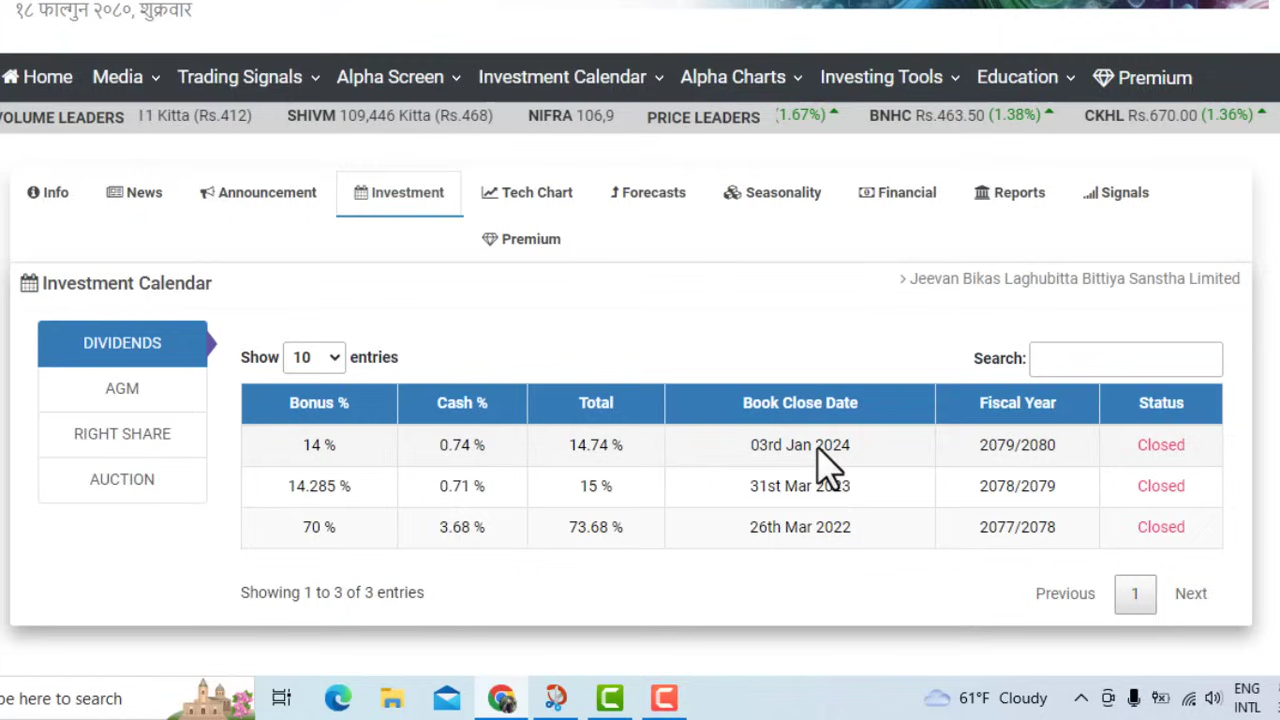 १८ फाल्गुन २०८०, शुक्रवार
Home Media Trading Signals Alpha Screen Investment Calendar Alpha Charts Investing Tools Education Premium
VOLUME LEADERS 11 Kitta (Rs.412) SHIVM 109,446 Kitta (Rs.468) NIFRA 106,9 PRICE LEADERS (1.67%) BNHC Rs.463.50 (1.38%) CKHL Rs.670.00 (1.36%)
Info News Announcement Investment Tech Chart Forecasts Seasonality Financial Reports Signals
Premium
Investment Calendar > Jeevan Bikas Laghubitta Bittiya Sanstha Limited
DIVIDENDS
AGM
RIGHT SHARE
AUCTION
Show 10 entries Search:
Bonus % Cash % Total Book Close Date Fiscal Year Status
14 % 0.74 % 14.74 % 03rd Jan 2024 2079/2080 Closed
14.285 % 0.71 % 15 % 31st Mar 2023 2078/2079 Closed
70 % 3.68 % 73.68 % 26th Mar 2022 2077/2078 Closed
Showing 1 to 3 of 3 entries Previous 1 Next
pe here to search 61°F Cloudy ENG
INTL